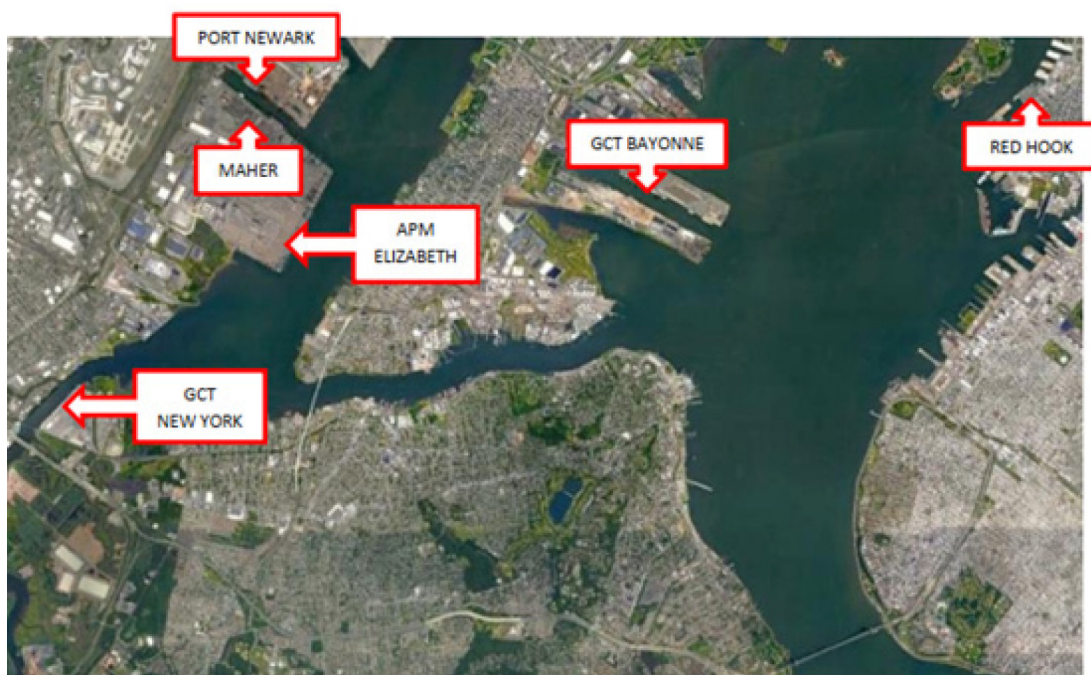 PORT NEWARK
MAHER
GCT BAYONNE
RED HOOK
APM
ELIZABETH
GCT
NEW YORK